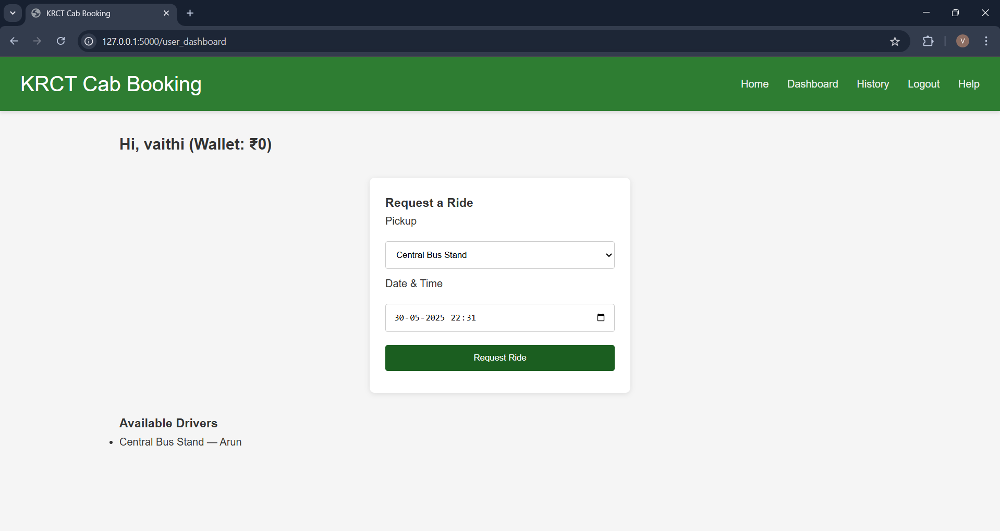 KRCT Cab Booking
127.0.0.1:5000/user_dashboard
V
KRCT Cab Booking
Home Dashboard History Logout Help
Hi, vaithi (Wallet: ₹0)
Request a Ride
Pickup
Central Bus Stand
Date & Time
30-05-2025 22:31
Request Ride
Available Drivers
• Central Bus Stand — Arun